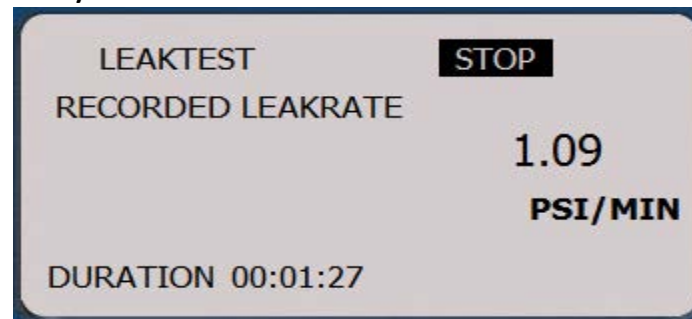 LEAKTEST STOP
RECORDED LEAKRATE
1.09
PSI/MIN
DURATION 00:01:27